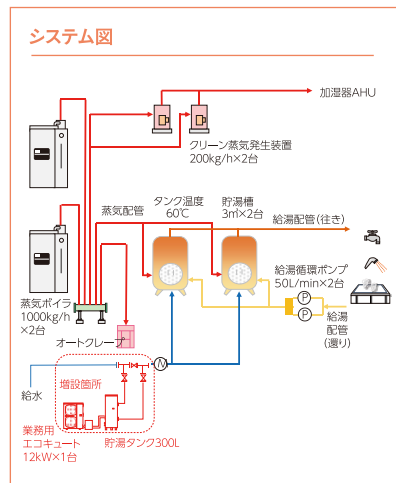 システム図
加湿器AHU
クリーン蒸気発生装置
200kg/h×2台
蒸気配管
タンク温度
60℃
貯湯槽
3㎥×2台
給湯配管(往き)
給湯循環ポンプ
50L/min×2台
P
P
給湯
配管
(還り)
蒸気ボイラ
1000kg/h
×2台
オートクレーブ
M
給水
増設箇所
業務用
エコキュート
12kW×1台
貯湯タンク300L